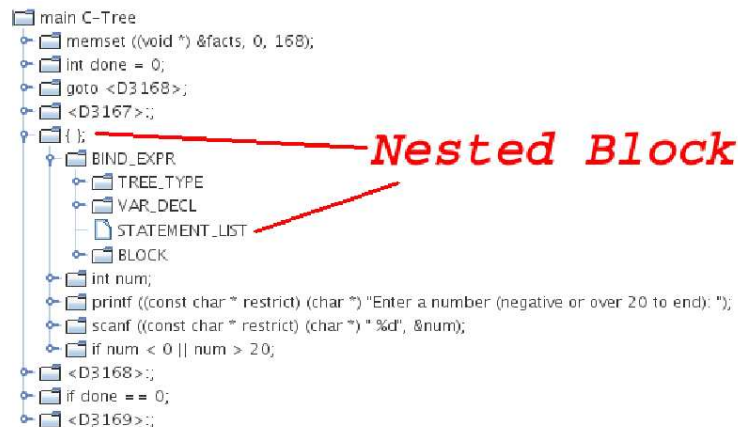 main C-Tree
memset ((void *) &facts, 0, 168);
int done = 0;
goto <D3168>;
<D3167>:;
{ };
Nested Block
BIND_EXPR
TREE_TYPE
VAR_DECL
STATEMENT_LIST
BLOCK
int num;
printf ((const char * restrict) (char *) "Enter a number (negative or over 20 to end): ");
scanf ((const char * restrict) (char *) " %d", &num);
if num < 0 || num > 20;
<D3168>:;
if done == 0;
<D3169>:;